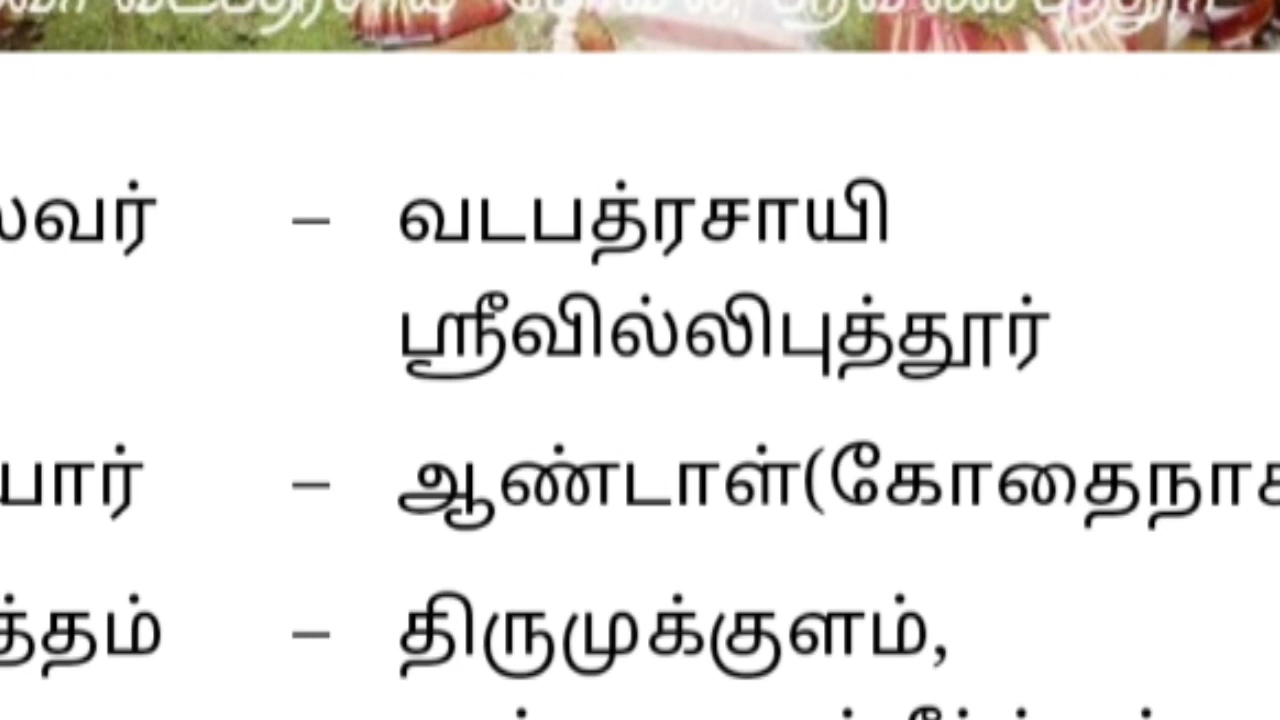 லவர் – வடபத்ரசாயி
ஸ்ரீவில்லிபுத்தூர்
யார் – ஆண்டாள்(கோதைநாச
த்தம் – திருமுக்குளம்,